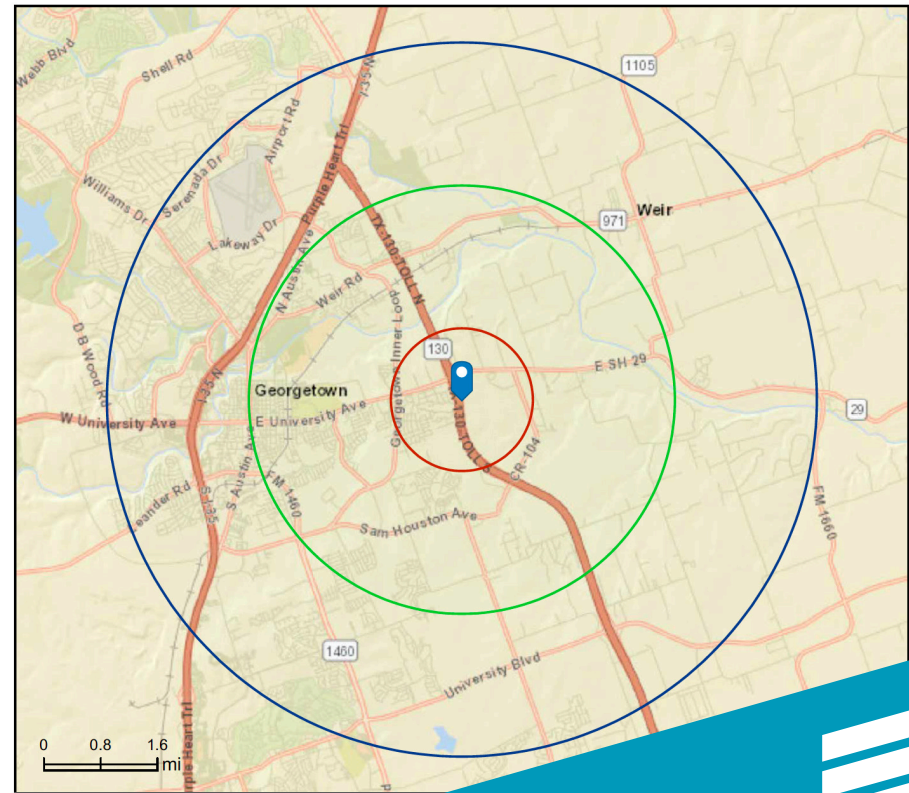 Webb Blvd
Shell Rd
I-35-N
1105
Airport Rd
Purple Heart Trl
Serenada Dr
Williams Dr
Weir
971
Lakeway Dr
N Austin Ave
TX-130-TOLL N
Weir Rd
Georgetown Inner Loop
130
D B Wood Rd
I-35-N
E SH 29
Georgetown
29
W University Ave
E University Ave
TX-130-TOLL S
S Austin Ave
CR-104
Leander Rd
S I-35
FM 1460
FM 1660
Sam Houston Ave
1460
University Blvd
0 0.8 1.6
mi
rple Heart Trl